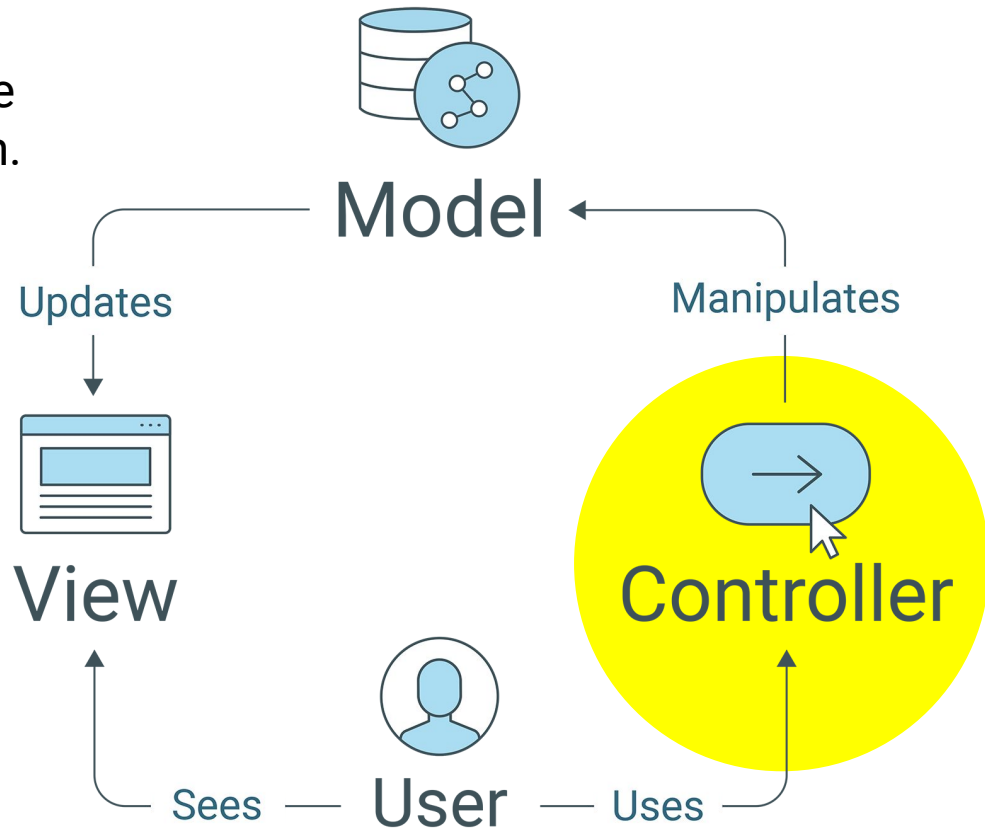 e
n.
Model
Updates
Manipulates
View
Controller
Sees
User
Uses